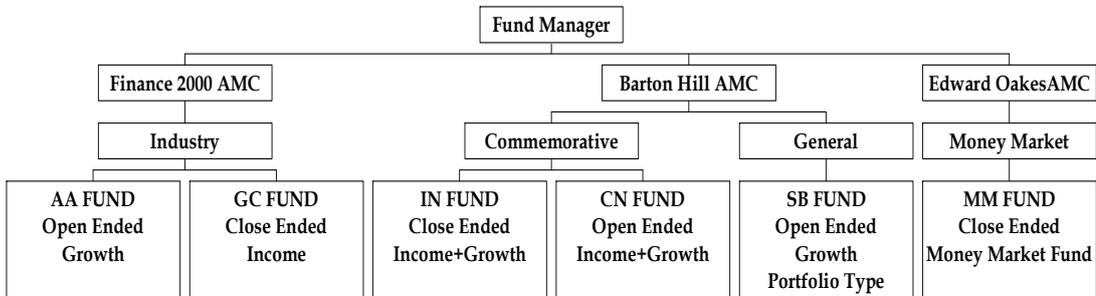 Fund Manager
Finance 2000 AMC
Barton Hill AMC
Edward OakesAMC
Industry
Commemorative
General
Money Market
AA FUND
Open Ended
Growth
GC FUND
Close Ended
Income
IN FUND
Close Ended
Income+Growth
CN FUND
Open Ended
Income+Growth
SB FUND
Open Ended
Growth
Portfolio Type
MM FUND
Close Ended
Money Market Fund